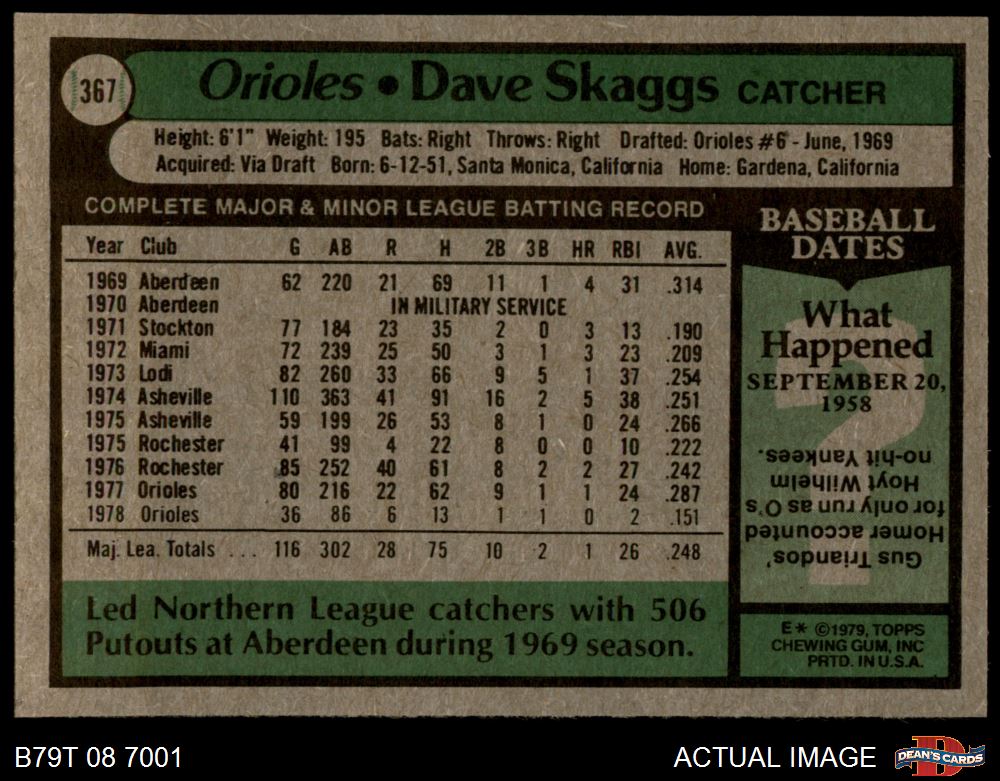 367
Orioles • Dave Skaggs CATCHER
Height: 6'1" Weight: 195 Bats: Right Throws: Right Drafted: Orioles #6 - June, 1969
Acquired: Via Draft Born: 6-12-51, Santa Monica, California Home: Gardena, California
COMPLETE MAJOR & MINOR LEAGUE BATTING RECORD
Year Club G AB R H 2B 3B HR RBI AVG.
1969 Aberdeen 62 220 21 69 11 1 4 31 .314
1970 Aberdeen IN MILITARY SERVICE
1971 Stockton 77 184 23 35 2 0 3 13 .190
1972 Miami 72 239 25 50 3 1 3 23 .209
1973 Lodi 82 260 33 66 9 5 1 37 .254
1974 Asheville 110 363 41 91 16 2 5 38 .251
1975 Asheville 59 199 26 53 8 1 0 24 .266
1975 Rochester 41 99 4 22 8 0 0 10 .222
1976 Rochester 85 252 40 61 8 2 2 27 .242
1977 Orioles 80 216 22 62 9 1 1 24 .287
1978 Orioles 36 86 6 13 1 1 0 2 .151
Maj. Lea. Totals ... 116 302 28 75 10 2 1 26 .248
Led Northern League catchers with 506
Putouts at Aberdeen during 1969 season.
BASEBALL
DATES
What
Happened
SEPTEMBER 20,
1958
?
Gus Triandos'
Homer accounted
for only run as O's
Hoyt Wilhelm
no-hit Yankees.
E* ©1979, TOPPS
CHEWING GUM, INC
PRTD. IN U.S.A.
B79T 08 7001
ACTUAL IMAGE
D
DEAN'S CARDS